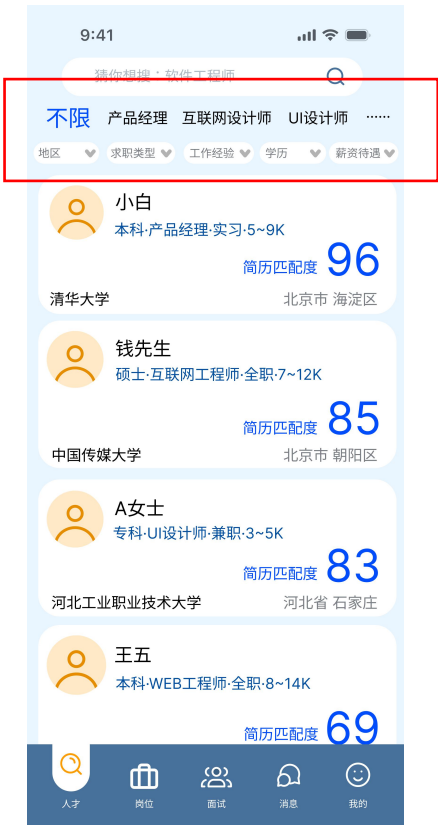 9:41
猜你想搜：软件工程师
不限 产品经理 互联网设计师 UI设计师 ······
地区 求职类型 工作经验 学历 薪资待遇
小白
本科·产品经理·实习·5~9K
简历匹配度 96
清华大学 北京市 海淀区
钱先生
硕士·互联网工程师·全职·7~12K
简历匹配度 85
中国传媒大学 北京市 朝阳区
A女士
专科·UI设计师·兼职·3~5K
简历匹配度 83
河北工业职业技术大学 河北省 石家庄
王五
本科·WEB工程师·全职·8~14K
简历匹配度 69
人才 岗位 面试 消息 我的